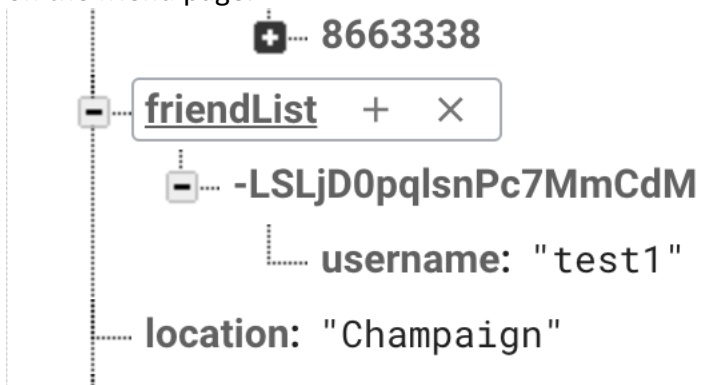 8663338
friendList + ×
-LSLjD0pqlsnPc7MmCdM
username: "test1"
location: "Champaign"